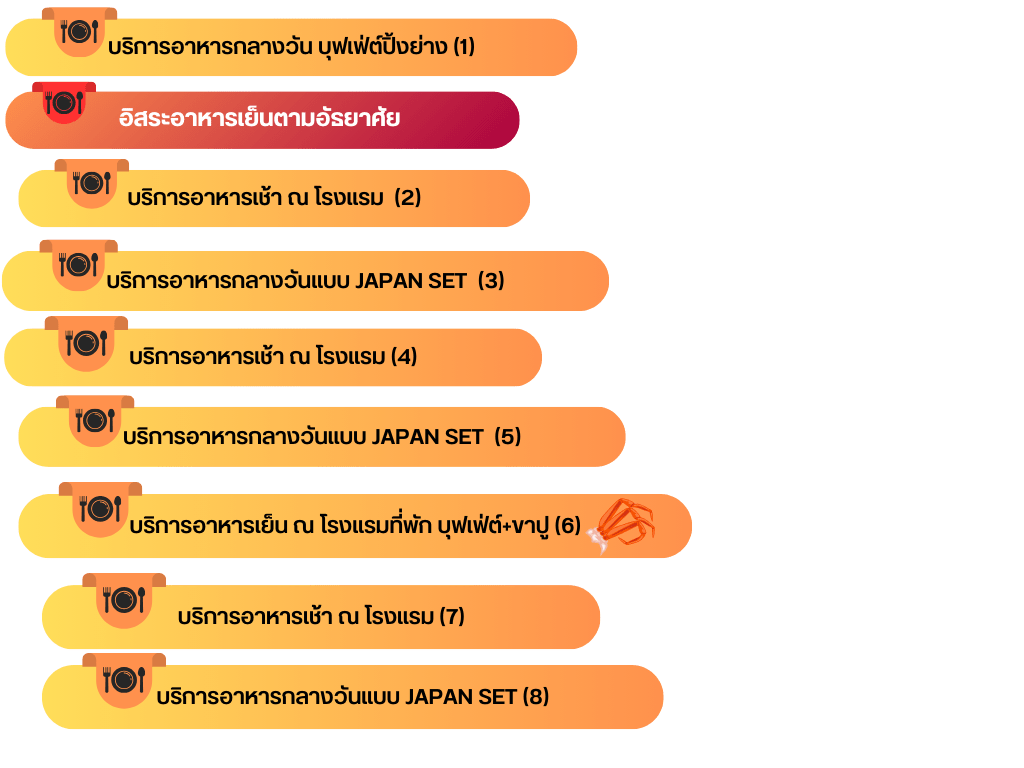 บริการอาหารกลางวัน บุฟเฟ่ต์ปิ้งย่าง (1)
อิสระอาหารเย็นตามอัธยาศัย
บริการอาหารเช้า ณ โรงแรม (2)
บริการอาหารกลางวันแบบ JAPAN SET (3)
บริการอาหารเช้า ณ โรงแรม (4)
บริการอาหารกลางวันแบบ JAPAN SET (5)
บริการอาหารเย็น ณ โรงแรมที่พัก บุฟเฟ่ต์+ขาปู (6)
บริการอาหารเช้า ณ โรงแรม (7)
บริการอาหารกลางวันแบบ JAPAN SET (8)